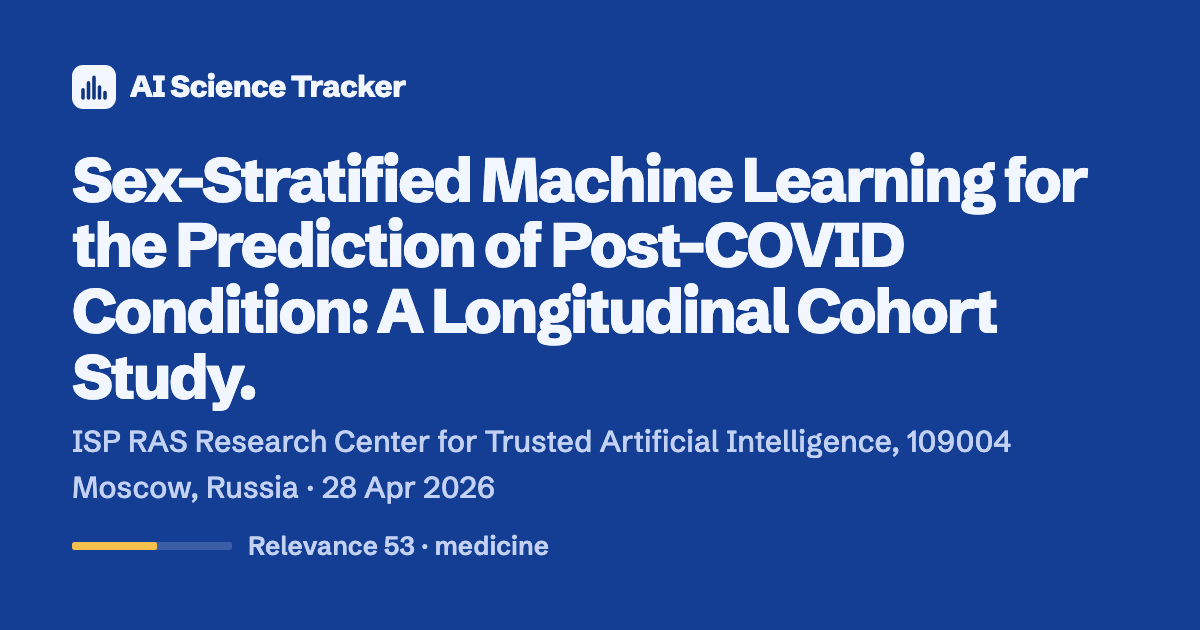 AI Science Tracker
Sex-Stratified Machine Learning for
the Prediction of Post-COVID
Condition: A Longitudinal Cohort
Study.
ISP RAS Research Center for Trusted Artificial Intelligence, 109004
Moscow, Russia · 28 Apr 2026
Relevance 53 · medicine